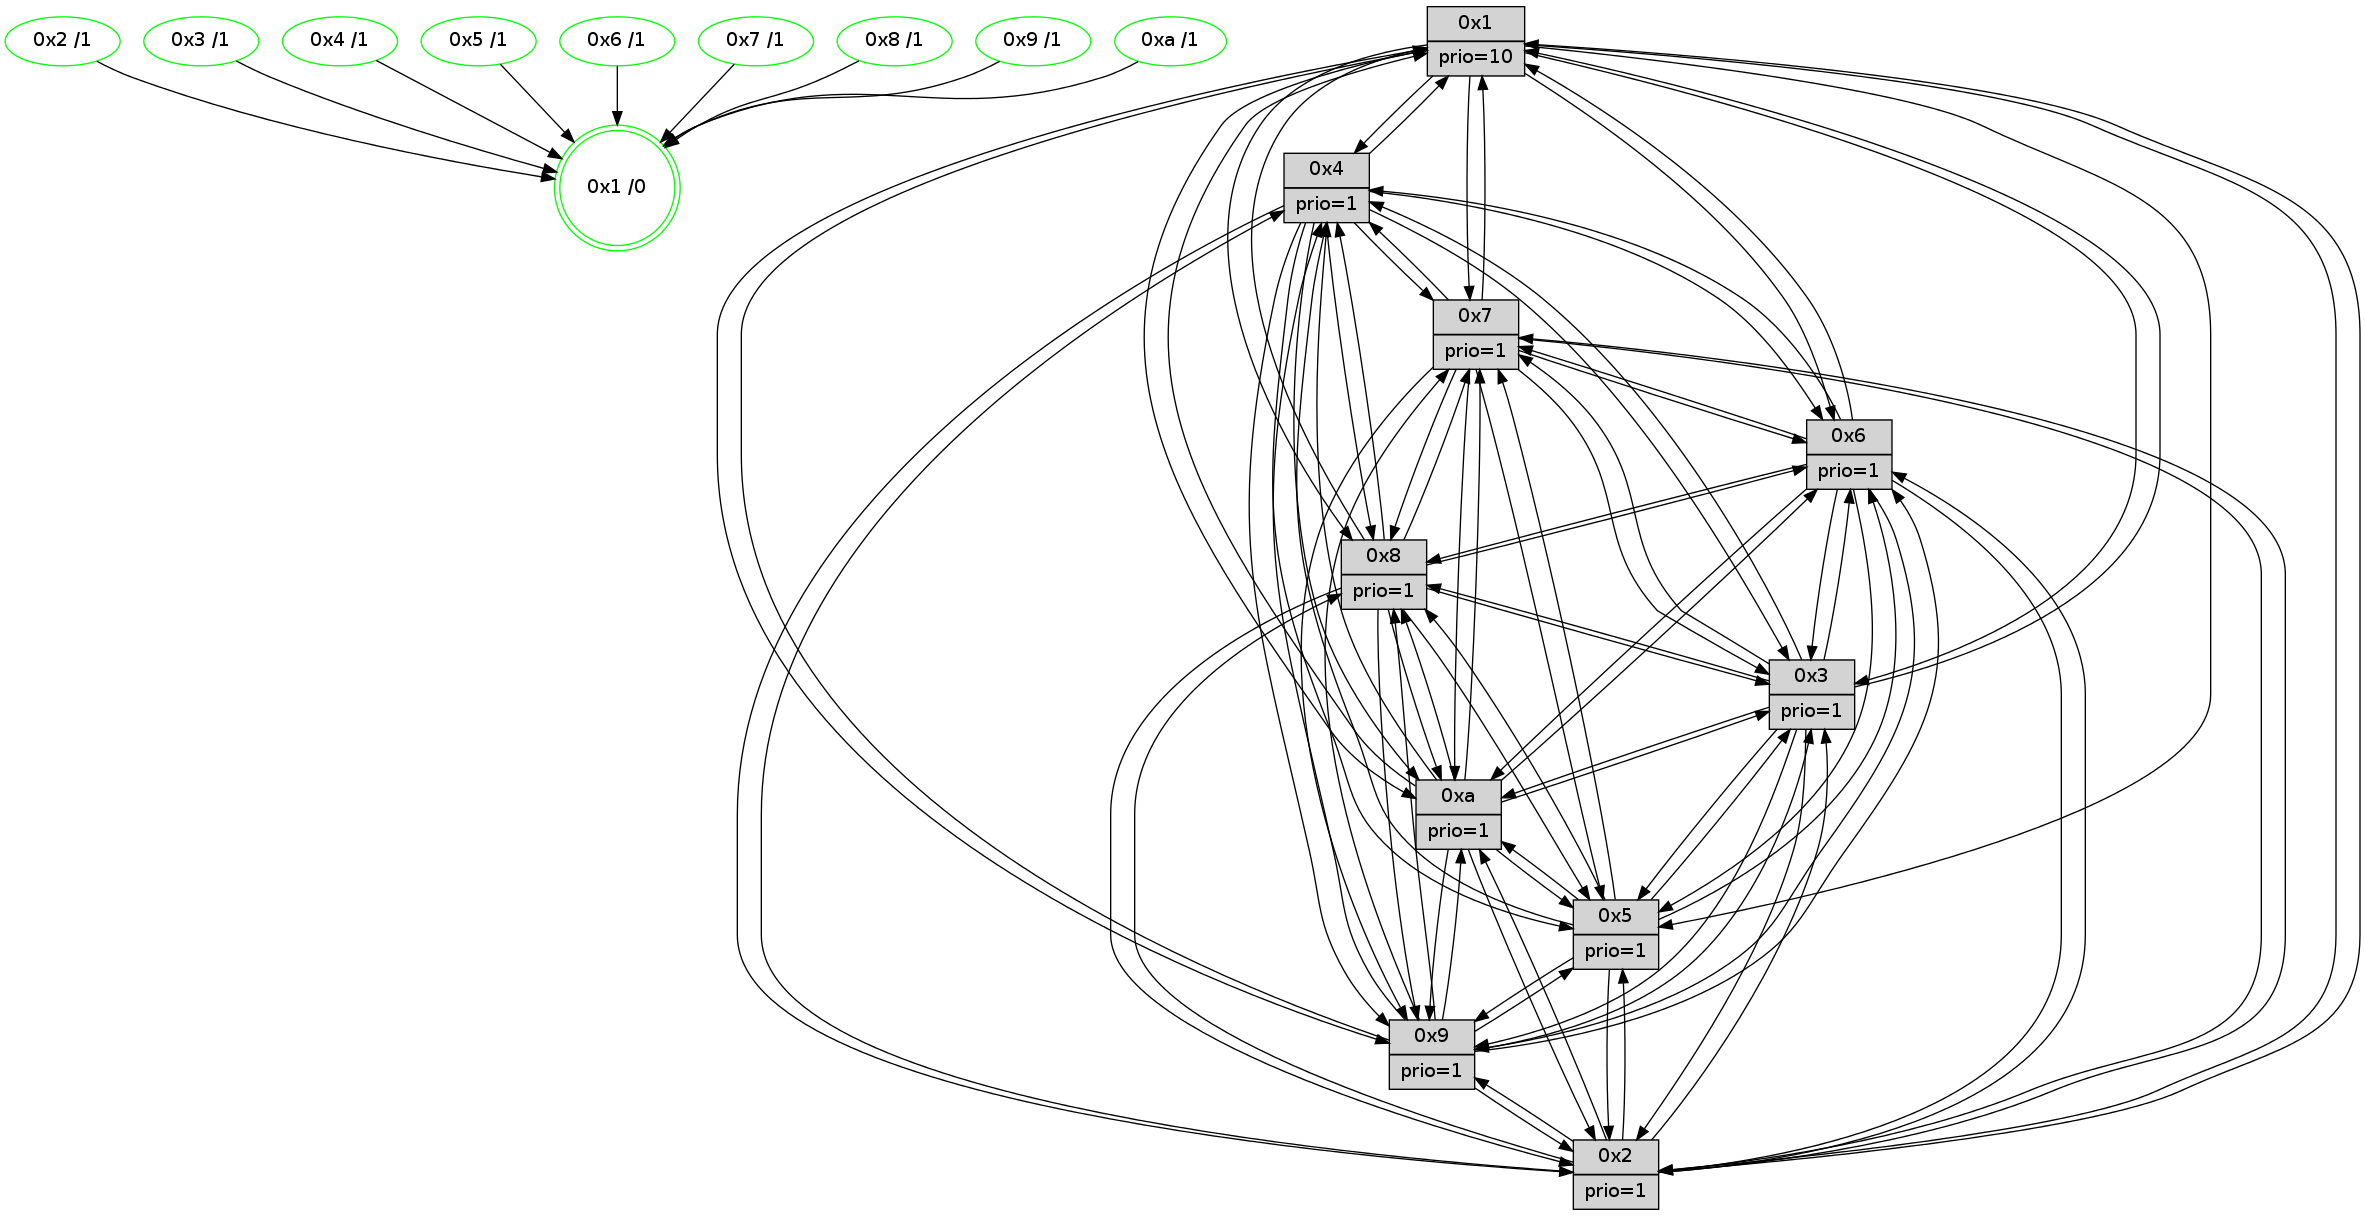 0x2 /1
0x3 /1
0x4 /1
0x5 /1
0x6 /1
0x7 /1
0x8 /1
0x9 /1
0xa /1
0x1 /0
0x1
prio=10
0x4
prio=1
0x7
prio=1
0x6
prio=1
0x8
prio=1
0x3
prio=1
0xa
prio=1
0x5
prio=1
0x9
prio=1
0x2
prio=1